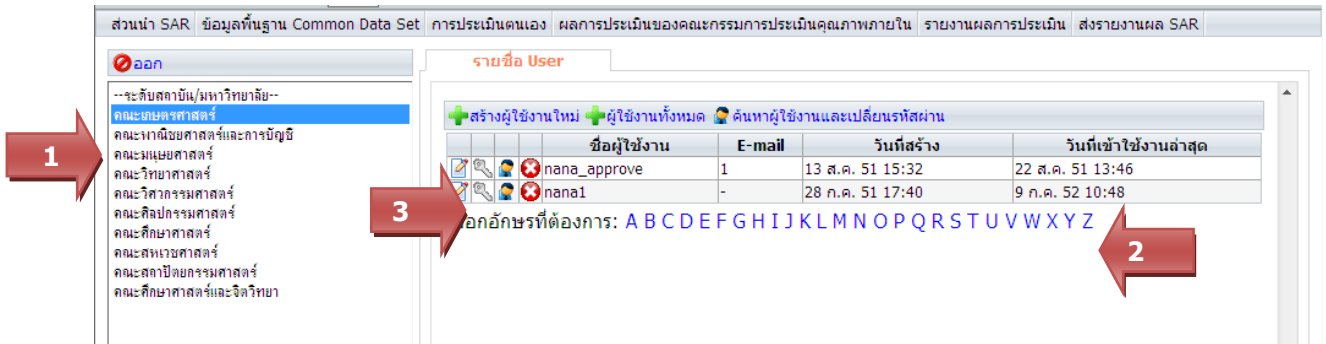 ส่วนนำ SAR ข้อมูลพื้นฐาน Common Data Set การประเมินตนเอง ผลการประเมินของคณะกรรมการประเมินคุณภาพภายใน รายงานผลการประเมิน ส่งรายงานผล SAR
ออก
--ระดับสถาบัน/มหาวิทยาลัย--
คณะเกษตรศาสตร์
คณะพาณิชยศาสตร์และการบัญชี
คณะมนุษยศาสตร์
คณะวิทยาศาสตร์
คณะวิศวกรรมศาสตร์
คณะศิลปกรรมศาสตร์
คณะศึกษาศาสตร์
คณะสหเวชศาสตร์
คณะสถาปัตยกรรมศาสตร์
คณะศึกษาศาสตร์และจิตวิทยา
1
รายชื่อ User
สร้างผู้ใช้งานใหม่ ผู้ใช้งานทั้งหมด ค้นหาผู้ใช้งานและเปลี่ยนรหัสผ่าน
ชื่อผู้ใช้งาน E-mail วันที่สร้าง วันที่เข้าใช้งานล่าสุด
nana_approve 1 13 ส.ค. 51 15:32 22 ส.ค. 51 13:46
nana1 - 28 ก.ค. 51 17:40 9 ก.ค. 52 10:48
3
อกอักษรที่ต้องการ: A B C D E F G H I J K L M N O P Q R S T U V W X Y Z
2